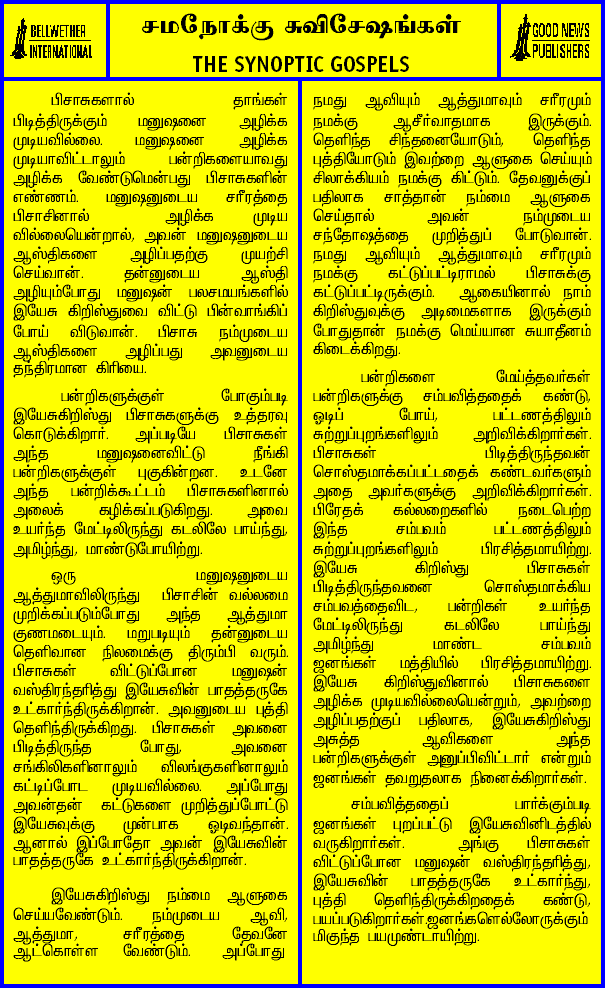 BELLWETHER
INTERNATIONAL
சமநோக்கு சுவிசேஷங்கள்
THE SYNOPTIC GOSPELS
GOOD NEWS
PUBLISHERS
பிசாசுகளால் தாங்கள்
பிடித்திருக்கும் மனுஷனை அழிக்க
முடியவில்லை. மனுஷனை அழிக்க
முடியாவிட்டாலும் பன்றிகளையாவது
அழிக்க வேண்டுமென்பது பிசாசுகளின்
எண்ணம். மனுஷனுடைய சரீரத்தை
பிசாசினால் அழிக்க முடிய
வில்லையென்றால், அவன் மனுஷனுடைய
ஆஸ்திகளை அழிப்பதற்கு முயற்சி
செய்வான். தன்னுடைய ஆஸ்தி
அழியும்போது மனுஷன் பலசமயங்களில்
இயேசு கிறிஸ்துவை விட்டு பின்வாங்கிப்
போய் விடுவான். பிசாசு நம்முடைய
ஆஸ்திகளை அழிப்பது அவனுடைய
தந்திரமான கிரியை.
பன்றிகளுக்குள் போகும்படி
இயேசுகிறிஸ்து பிசாசுகளுக்கு உத்தரவு
கொடுக்கிறார். அப்படியே பிசாசுகள்
அந்த மனுஷனைவிட்டு நீங்கி
பன்றிகளுக்குள் புகுகின்றன. உடனே
அந்த பன்றிக்கூட்டம் பிசாசுகளினால்
அலைக் கழிக்கப்படுகிறது. அவை
உயர்ந்த மேட்டிலிருந்து கடலிலே பாய்ந்து,
அமிழ்ந்து, மாண்டுபோயிற்று.
ஒரு மனுஷனுடைய
ஆத்துமாவிலிருந்து பிசாசின் வல்லமை
முறிக்கப்படும்போது அந்த ஆத்துமா
குணமடையும். மறுபடியும் தன்னுடைய
தெளிவான நிலமைக்கு திரும்பி வரும்.
பிசாசுகள் விட்டுப்போன மனுஷன்
வஸ்திரந்தரித்து இயேசுவின் பாதத்தருகே
உட்கார்ந்திருக்கிறான். அவனுடைய புத்தி
தெளிந்திருக்கிறது. பிசாசுகள் அவனை
பிடித்திருந்த போது, அவனை
சங்கிலிகளினாலும் விலங்குகளினாலும்
கட்டிப்போட முடியவில்லை. அப்போது
அவன்தன் கட்டுகளை முறித்துப்போட்டு
இயேசுவுக்கு முன்பாக ஓடிவந்தான்.
ஆனால் இப்போதோ அவன் இயேசுவின்
பாதத்தருகே உட்கார்ந்திருக்கிறான்.
இயேசுகிறிஸ்து நம்மை ஆளுகை
செய்யவேண்டும். நம்முடைய ஆவி,
ஆத்துமா, சரீரத்தை தேவனே
ஆட்கொள்ள வேண்டும். அப்போது
நமது ஆவியும் ஆத்துமாவும் சரீரமும்
நமக்கு ஆசீர்வாதமாக இருக்கும்.
தெளிந்த சிந்தனையோடும், தெளிந்த
புத்தியோடும் இவற்றை ஆளுகை செய்யும்
சிலாக்கியம் நமக்கு கிட்டும். தேவனுக்குப்
பதிலாக சாத்தான் நம்மை ஆளுகை
செய்தால் அவன் நம்முடைய
சந்தோஷத்தை முறித்துப் போடுவான்.
நமது ஆவியும் ஆத்துமாவும் சரீரமும்
நமக்கு கட்டுப்பட்டிராமல் பிசாசுக்கு
கட்டுப்பட்டிருக்கும். ஆகையினால் நாம்
கிறிஸ்துவுக்கு அடிமைகளாக இருக்கும்
போதுதான் நமக்கு மெய்யான சுயாதீனம்
கிடைக்கிறது.
பன்றிகளை மேய்த்தவர்கள்
பன்றிகளுக்கு சம்பவித்ததைக் கண்டு,
ஓடிப் போய், பட்டணத்திலும்
சுற்றுப்புறங்களிலும் அறிவிக்கிறார்கள்.
பிசாசுகள் பிடித்திருந்தவன்
சொஸ்தமாக்கப்பட்டதைக் கண்டவர்களும்
அதை அவர்களுக்கு அறிவிக்கிறார்கள்.
பிரேதக் கல்லறைகளில் நடைபெற்ற
இந்த சம்பவம் பட்டணத்திலும்
சுற்றுப்புறங்களிலும் பிரசித்தமாயிற்று.
இயேசு கிறிஸ்து பிசாசுகள்
பிடித்திருந்தவனை சொஸ்தமாக்கிய
சம்பவத்தைவிட, பன்றிகள் உயர்ந்த
மேட்டிலிருந்து கடலிலே பாய்ந்து
அமிழ்ந்து மாண்ட சம்பவம்
ஜனங்கள் மத்தியில் பிரசித்தமாயிற்று.
இயேசு கிறிஸ்துவினால் பிசாசுகளை
அழிக்க முடியவில்லையென்றும், அவற்றை
அழிப்பதற்குப் பதிலாக, இயேசுகிறிஸ்து
அசுத்த ஆவிகளை அந்த
பன்றிகளுக்குள் அனுப்பிவிட்டார் என்றும்
ஜனங்கள் தவறுதலாக நினைக்கிறார்கள்.
சம்பவித்ததைப் பார்க்கும்படி
ஜனங்கள் புறப்பட்டு இயேசுவினிடத்தில்
வருகிறார்கள். அங்கு பிசாசுகள்
விட்டுப்போன மனுஷன் வஸ்திரந்தரித்து,
இயேசுவின் பாதத்தருகே உட்கார்ந்து,
புத்தி தெளிந்திருக்கிறதைக் கண்டு,
பயப்படுகிறார்கள்.ஜனங்களெல்லோருக்கும்
மிகுந்த பயமுண்டாயிற்று.